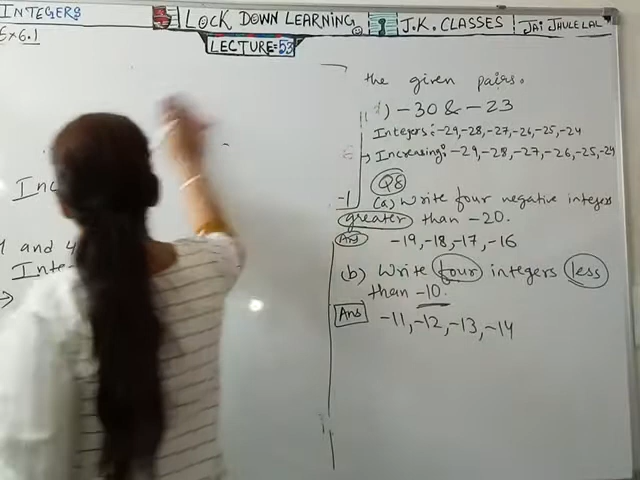 INTEGERS
LOCK DOWN LEARNING
J.K. CLASSES
JAI JHULELAL
Ex 6.1
LECTURE=53
Inc
1 and 4
Inte
→
the given pairs.
d) -30 & -23
Integers: -29, -28, -27, -26, -25, -24
→ Increasing: -29, -28, -27, -26, -25, -24
Q8
-1
(a) Write four negative integers
greater than -20.
Ans -19, -18, -17, -16
(b) Write four integers less
than -10.
Ans -11, -12, -13, -14